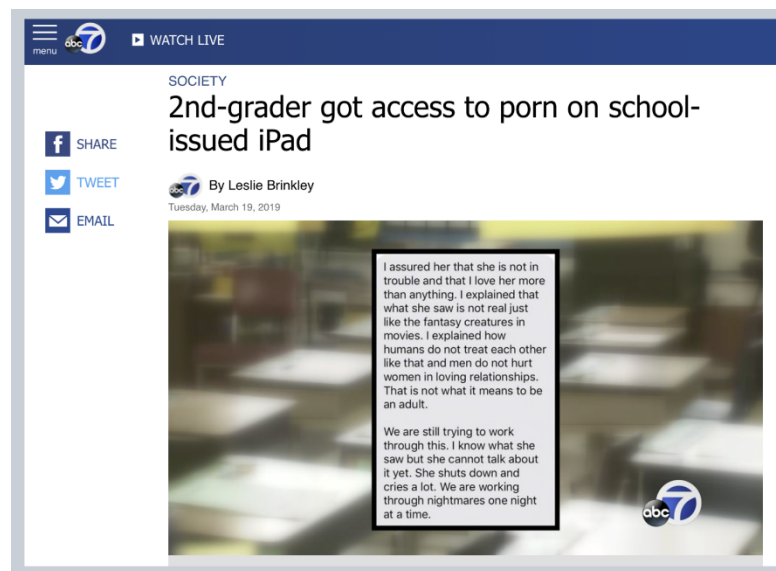 menu
abc7
WATCH LIVE
SOCIETY
2nd-grader got access to porn on school-
issued iPad
SHARE
TWEET
EMAIL
abc7
By Leslie Brinkley
Tuesday, March 19, 2019
I assured her that she is not in
trouble and that I love her more
than anything. I explained that
what she saw is not real just
like the fantasy creatures in
movies. I explained how
humans do not treat each other
like that and men do not hurt
women in loving relationships.
That is not what it means to be
an adult.
We are still trying to work
through this. I know what she
saw but she cannot talk about
it yet. She shuts down and
cries a lot. We are working
through nightmares one night
at a time.
abc7